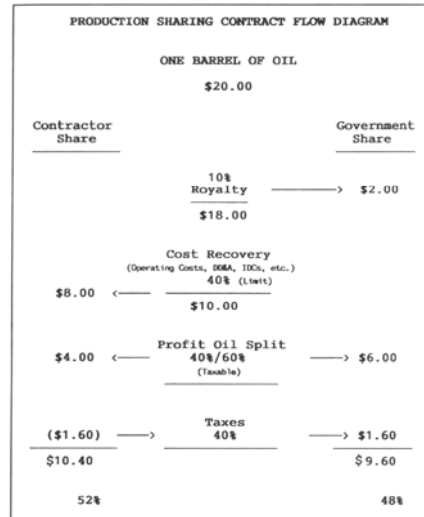 PRODUCTION SHARING CONTRACT FLOW DIAGRAM
ONE BARREL OF OIL
$20.00
Contractor Government
Share Share
10%
Royalty ———> $2.00
$18.00
Cost Recovery
(Operating Costs, DD&A, IDCs, etc.)
40% (Limit)
$8.00 <——
$10.00
Profit Oil Split
$4.00 <—— 40%/60% ——> $6.00
(Taxable)
Taxes
($1.60) ——> 40% ——> $1.60
$10.40 $9.60
52% 48%